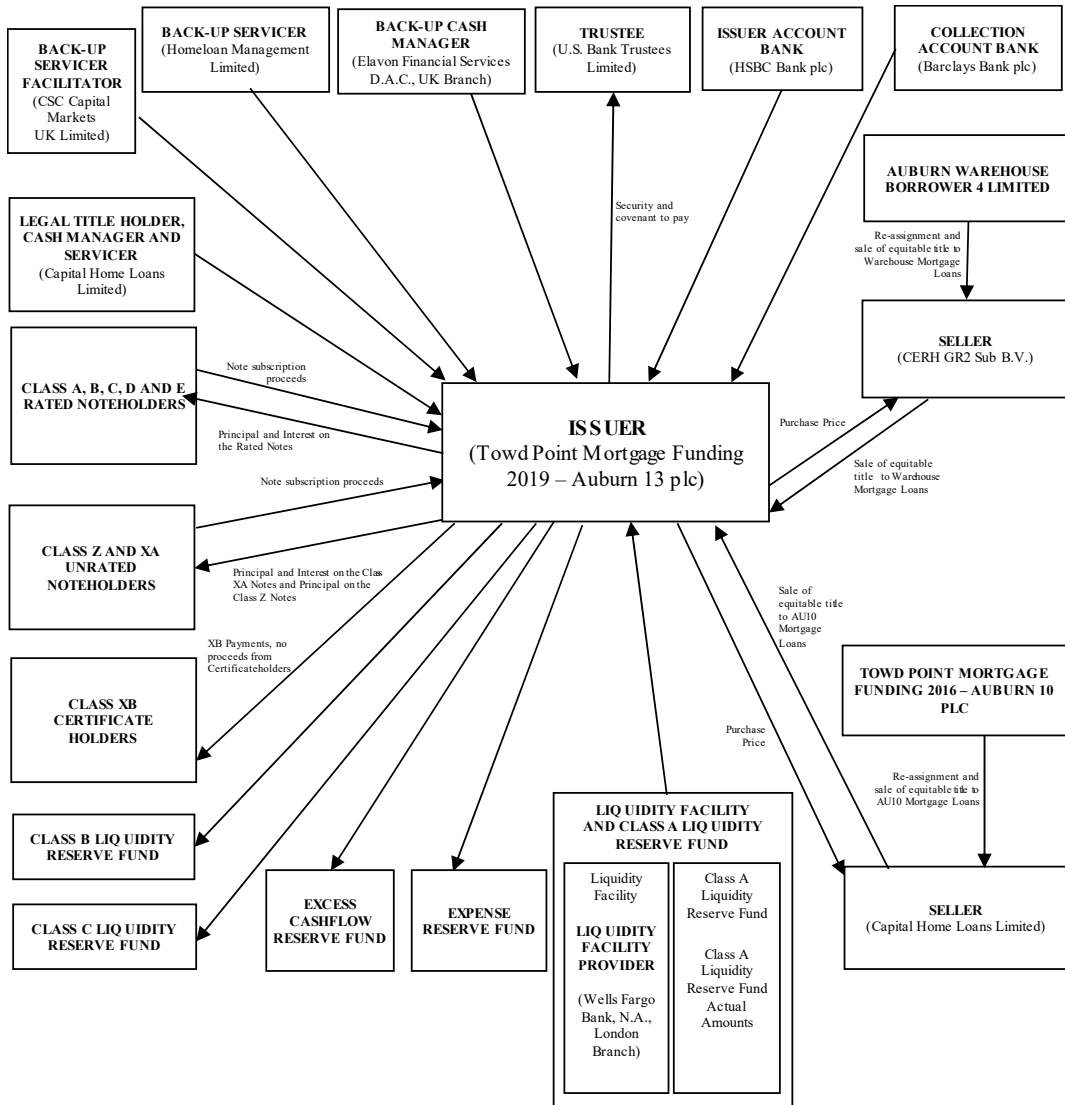 BACK-UP
SERVICER
FACILITATOR
(CSC Capital
Markets
UK Limited)
BACK-UP SERVICER
(Homeloan Management
Limited)
BACK-UP CASH
MANAGER
(Elavon Financial Services
D.A.C., UK Branch)
TRUSTEE
(U.S. Bank Trustees
Limited)
ISSUER ACCOUNT
BANK
(HSBC Bank plc)
COLLECTION
ACCOUNT BANK
(Barclays Bank plc)
AUBURN WAREHOUSE
BORROWER 4 LIMITED
LEGAL TITLE HOLDER,
CASH MANAGER AND
SERVICER
(Capital Home Loans
Limited)
Security and
covenant to pay
Re-assignment and
sale of equitable title to
Warehouse Mortgage
Loans
SELLER
(CERH GR2 Sub B.V.)
CLASS A, B, C, D AND E
RATED NOTEHOLDERS
Note subscription
proceeds
Principal and Interest on
the Rated Notes
ISSUER
(Towd Point Mortgage Funding
2019 – Auburn 13 plc)
Purchase Price
Sale of equitable
title to Warehouse
Mortgage Loans
Note subscription proceeds
CLASS Z AND XA
UNRATED
NOTEHOLDERS
Principal and Interest on the Class
XA Notes and Principal on the
Class Z Notes
XB Payments, no
proceeds from
Certificateholders
CLASS XB
CERTIFICATE
HOLDERS
Sale of
equitable title
to AU10
Mortgage
Loans
TOWD POINT MORTGAGE
FUNDING 2016 – AUBURN 10
PLC
Purchase
Price
Re-assignment and
sale of equitable title to
AU10 Mortgage Loans
CLASS B LIQUIDITY
RESERVE FUND
CLASS C LIQUIDITY
RESERVE FUND
EXCESS
CASHFLOW
RESERVE FUND
EXPENSE
RESERVE FUND
LIQUIDITY FACILITY
AND CLASS A LIQUIDITY
RESERVE FUND
Liquidity
Facility
LIQUIDITY
FACILITY
PROVIDER
(Wells Fargo
Bank, N.A.,
London
Branch)
Class A
Liquidity
Reserve Fund
Class A
Liquidity
Reserve Fund
Actual
Amounts
SELLER
(Capital Home Loans Limited)